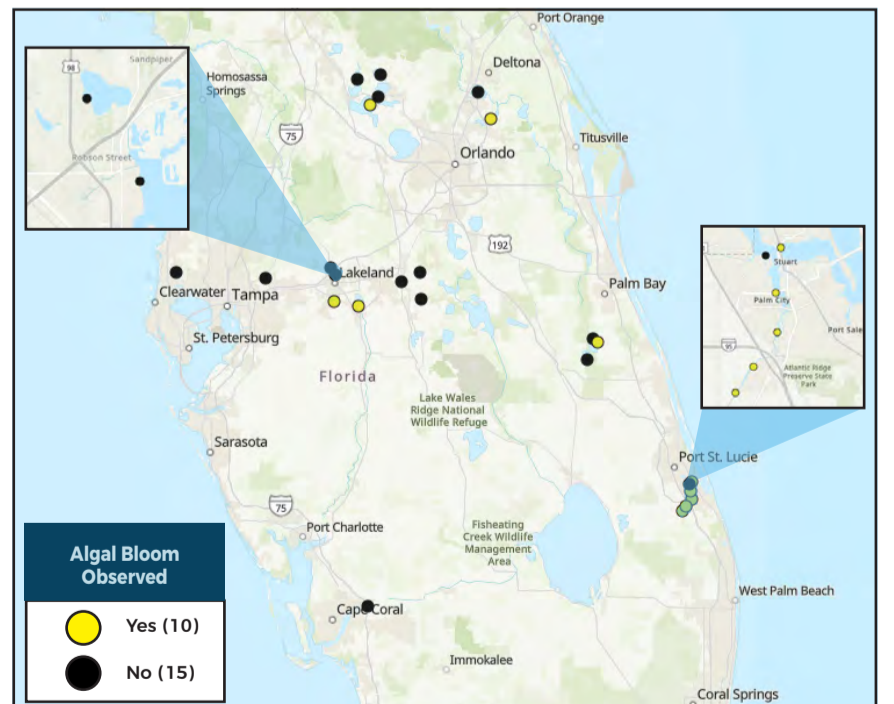 Port Orange
Deltona
Homosassa
Springs
75
Titusville
Orlando
192
Lakeland
Clearwater
Tampa
Palm Bay
St. Petersburg
Florida
Lake Wales
Ridge National
Wildlife Refuge
Sarasota
Port St. Lucie
75
Port Charlotte
Fisheating
Creek Wildlife
Management
Area
West Palm Beach
Cape Coral
Immokalee
Coral Springs
Sandpiper
98
Robson Street
Stuart
Palm City
Port Sale
95
Atlantic Ridge
Preserve State
Park
Algal Bloom
Observed
Yes (10)
No (15)